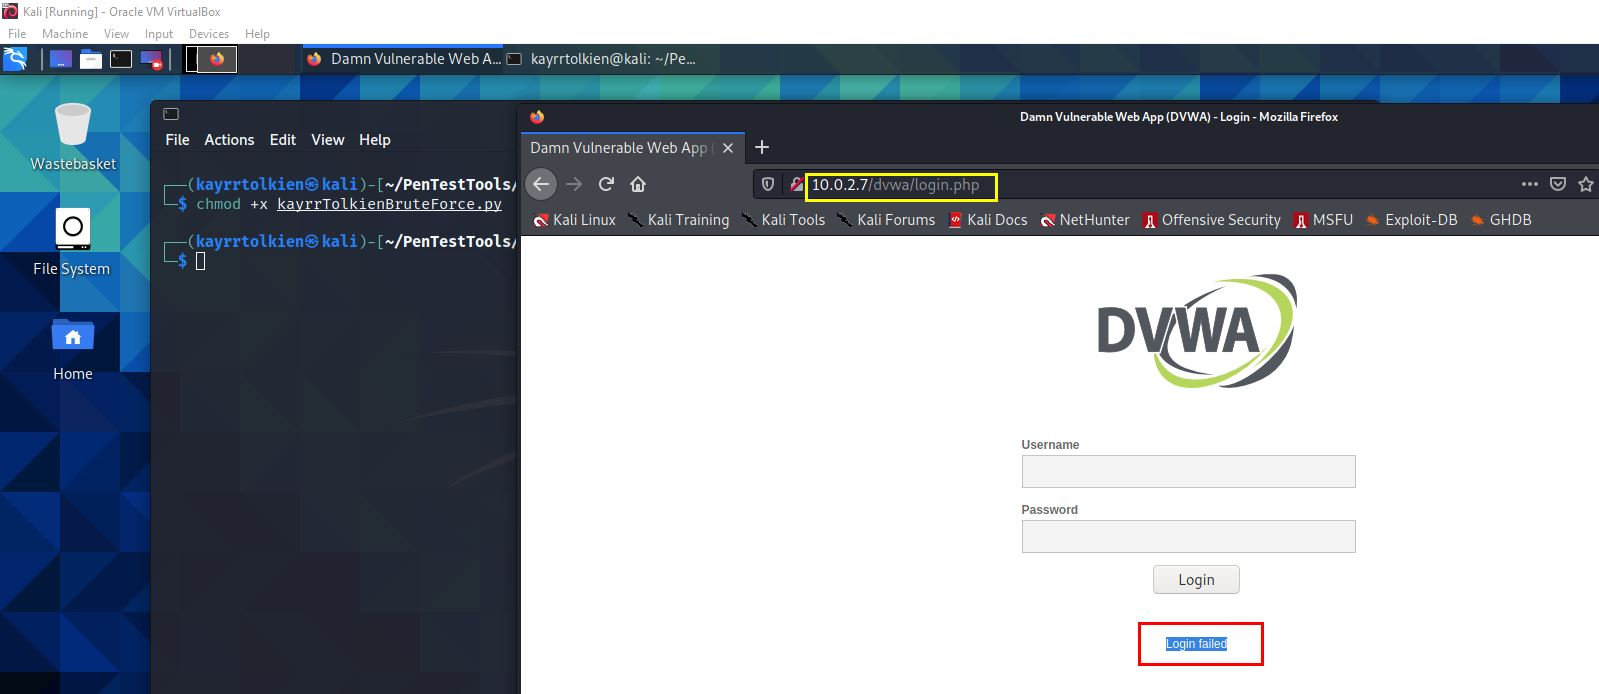 Kali [Running] - Oracle VM VirtualBox
File Machine View Input Devices Help
Damn Vulnerable Web A...
kayrrtolkien@kali: ~/Pe...
Wastebasket
File System
Home
File Actions Edit View Help
(kayrrtolkien㉿kali)-[~/PenTestTools/
$ chmod +x kayrrTolkienBruteForce.py
(kayrrtolkien㉿kali)-[~/PenTestTools/
$
Damn Vulnerable Web App (DVWA) - Login - Mozilla Firefox
Damn Vulnerable Web App (
10.0.2.7/dvwa/login.php
Kali Linux Kali Training Kali Tools Kali Forums Kali Docs NetHunter Offensive Security MSFU Exploit-DB GHDB
DVWA
Username
Password
Login
Login failed